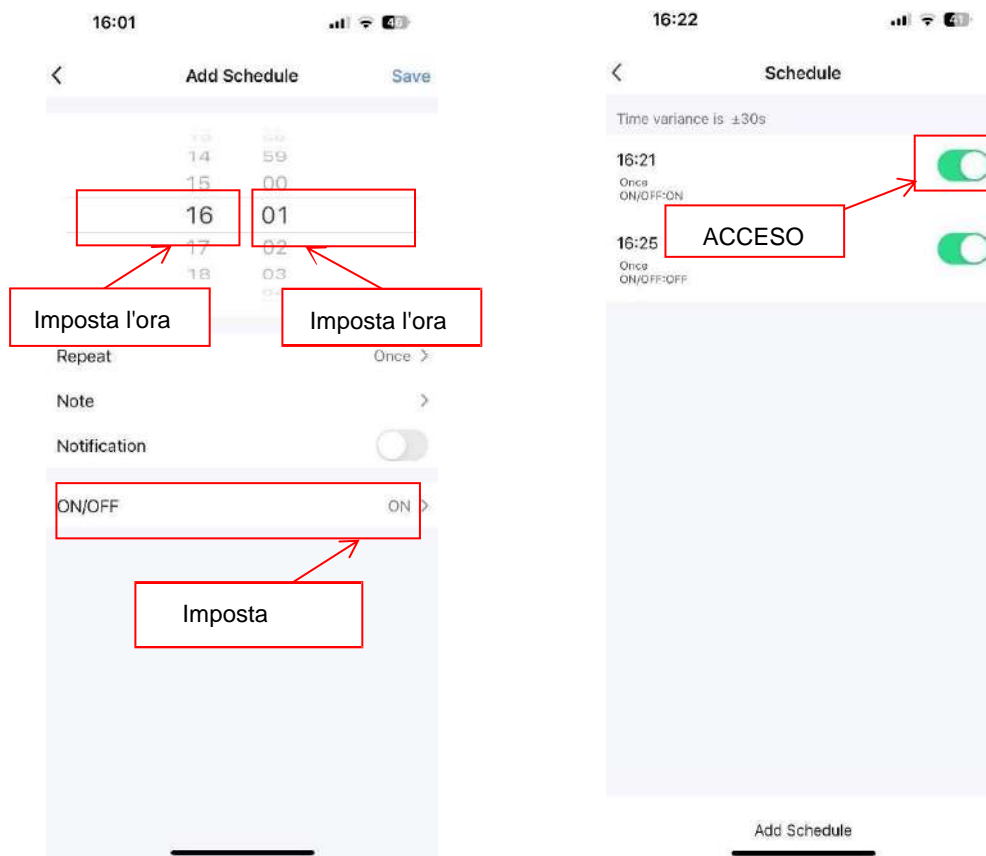 16:01
Add Schedule
Save
14 59
15 00
16 01
17 02
18 03
Imposta l'ora
Imposta l'ora
Repeat Once
Note
Notification
ON/OFF ON
Imposta
16:22
41
Schedule
Time variance is ±30s
16:21
Once
ON/OFF:ON
ACCESO
16:25
Once
ON/OFF:OFF
Add Schedule